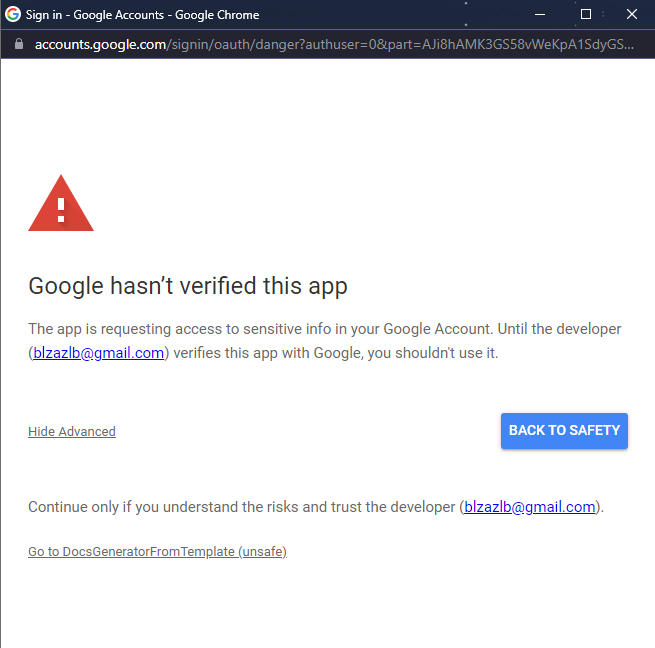 Sign in - Google Accounts - Google Chrome
accounts.google.com/signin/oauth/danger?authuser=0&part=AJi8hAMK3GS58vWeKpA1SdyGS...
Google hasn’t verified this app
The app is requesting access to sensitive info in your Google Account. Until the developer
(blzazlb@gmail.com) verifies this app with Google, you shouldn't use it.
Hide Advanced
BACK TO SAFETY
Continue only if you understand the risks and trust the developer (blzazlb@gmail.com).
Go to DocsGeneratorFromTemplate (unsafe)